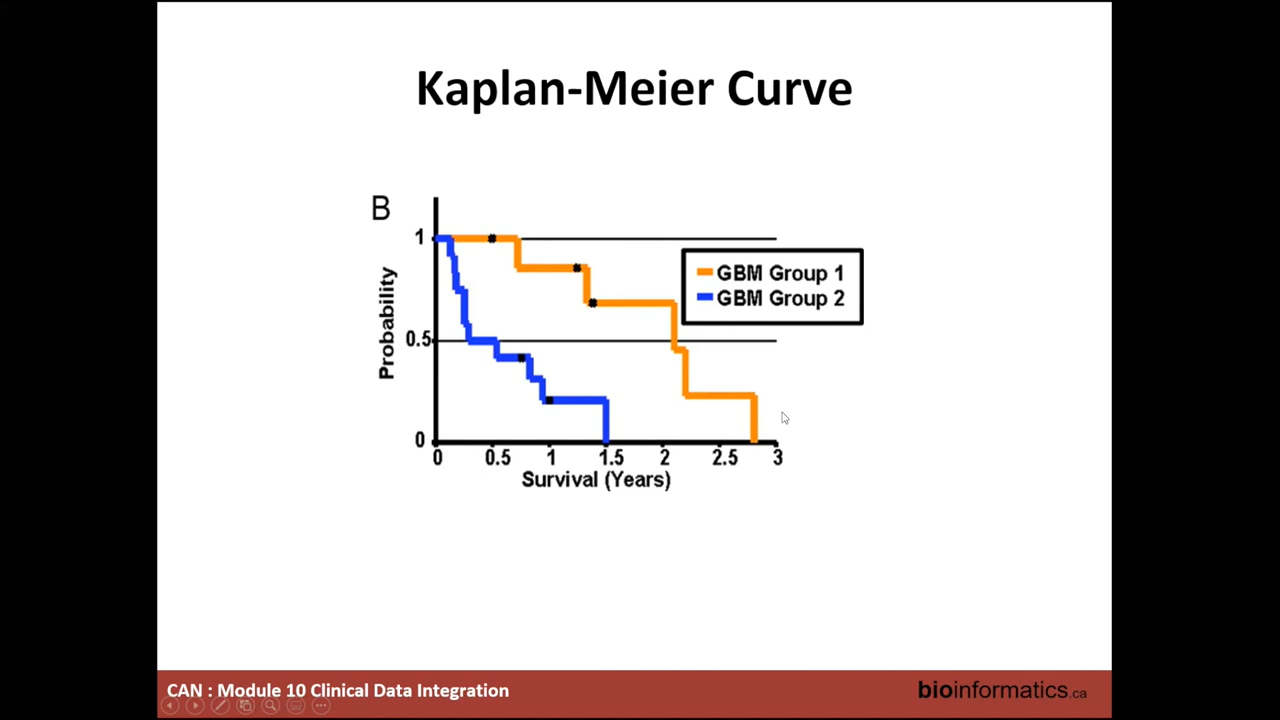 Kaplan-Meier Curve
B
1
0.5
0
Probability
GBM Group 1
GBM Group 2
0 0.5 1 1.5 2 2.5 3
Survival (Years)
CAN : Module 10 Clinical Data Integration
bioinformatics.ca